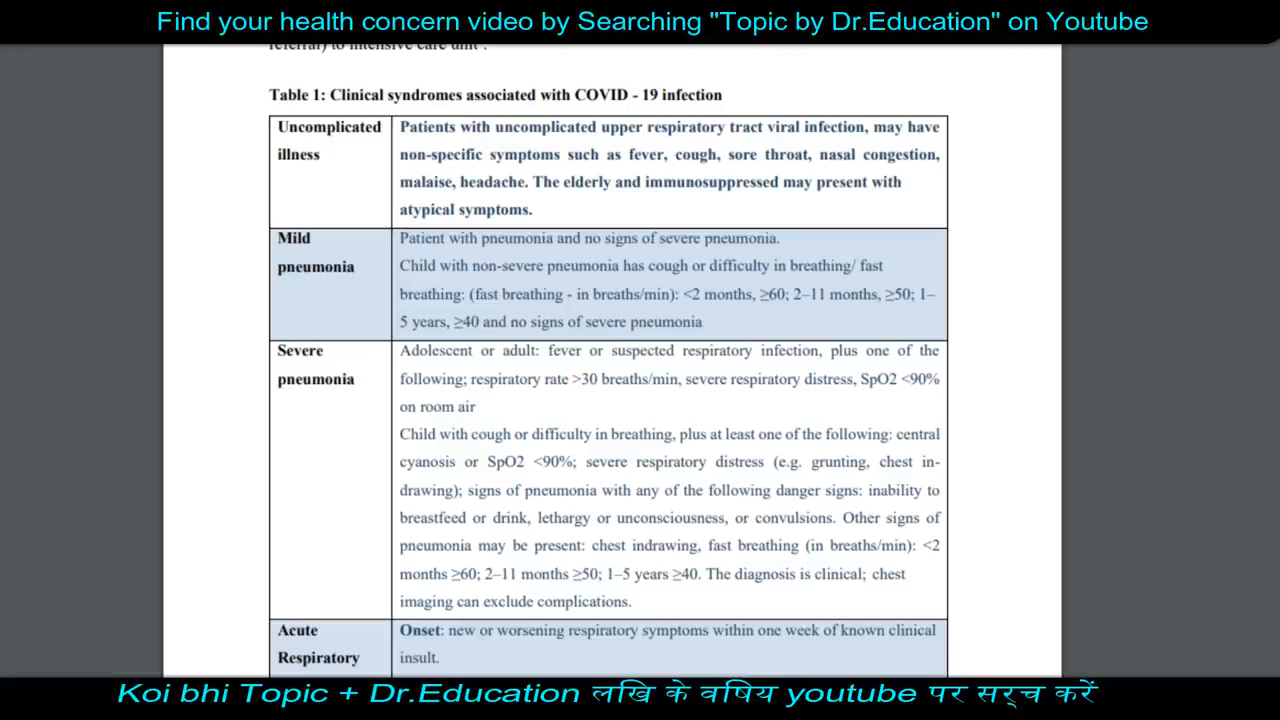 Find your health concern video by Searching "Topic by Dr.Education" on Youtube
referral) to intensive care unit .
Table 1: Clinical syndromes associated with COVID - 19 infection
Uncomplicated illness
Patients with uncomplicated upper respiratory tract viral infection, may have
non-specific symptoms such as fever, cough, sore throat, nasal congestion,
malaise, headache. The elderly and immunosuppressed may present with
atypical symptoms.
Mild
pneumonia
Patient with pneumonia and no signs of severe pneumonia.
Child with non-severe pneumonia has cough or difficulty in breathing/ fast
breathing: (fast breathing - in breaths/min): <2 months, ≥60; 2–11 months, ≥50; 1–
5 years, ≥40 and no signs of severe pneumonia
Severe
pneumonia
Adolescent or adult: fever or suspected respiratory infection, plus one of the
following; respiratory rate >30 breaths/min, severe respiratory distress, SpO2 <90%
on room air
Child with cough or difficulty in breathing, plus at least one of the following: central
cyanosis or SpO2 <90%; severe respiratory distress (e.g. grunting, chest in-
drawing); signs of pneumonia with any of the following danger signs: inability to
breastfeed or drink, lethargy or unconsciousness, or convulsions. Other signs of
pneumonia may be present: chest indrawing, fast breathing (in breaths/min): <2
months ≥60; 2–11 months ≥50; 1–5 years ≥40. The diagnosis is clinical; chest
imaging can exclude complications.
Acute
Respiratory
Onset: new or worsening respiratory symptoms within one week of known clinical
insult.
Koi bhi Topic + Dr.Education लखि के वषिय youtube पर सर्च करें